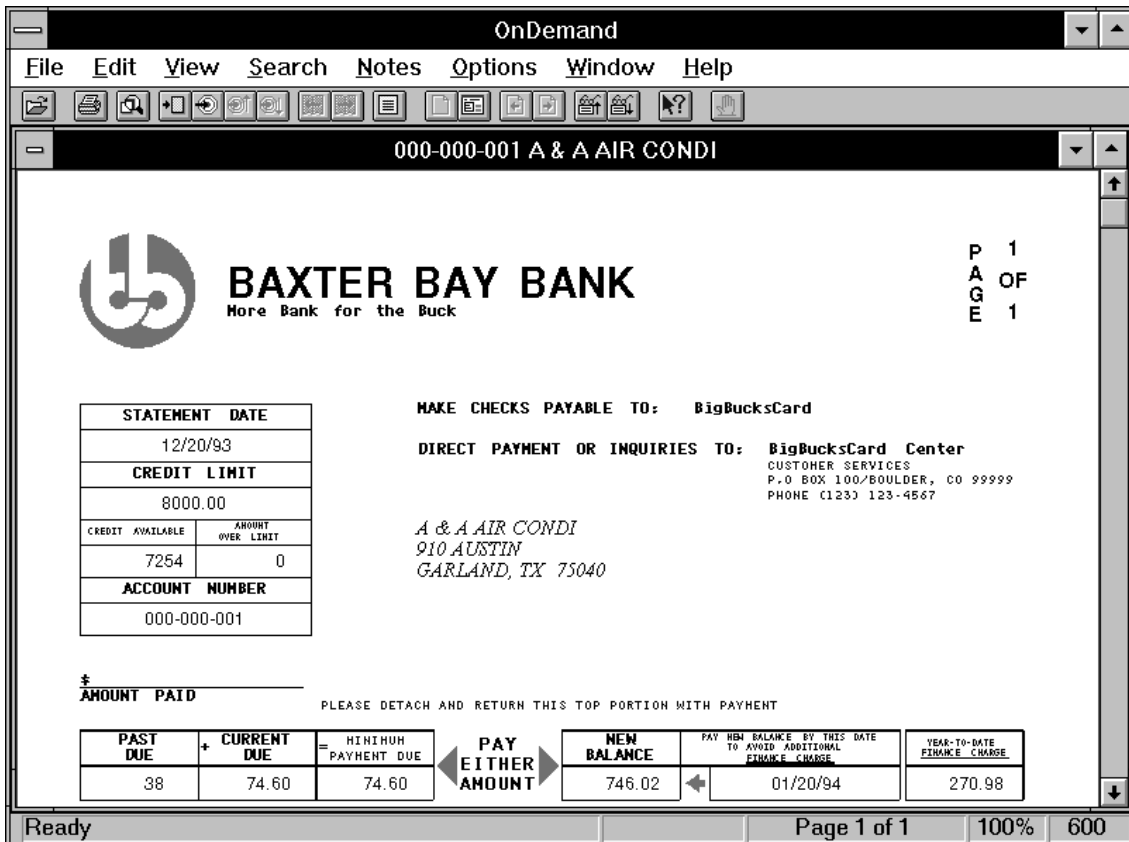 OnDemand
File Edit View Search Notes Options Window Help
000-000-001 A & A AIR CONDI
BAXTER BAY BANK
More Bank for the Buck
PAGE 1 OF 1
STATEMENT DATE
12/20/93
CREDIT LIMIT
8000.00
CREDIT AVAILABLE AMOUNT OVER LIMIT
7254 0
ACCOUNT NUMBER
000-000-001
MAKE CHECKS PAYABLE TO: BigBucksCard
DIRECT PAYMENT OR INQUIRIES TO: BigBucksCard Center
CUSTOMER SERVICES
P.O BOX 100/BOULDER, CO 99999
PHONE (123) 123-4567
A & A AIR CONDI
910 AUSTIN
GARLAND, TX 75040
$
AMOUNT PAID
PLEASE DETACH AND RETURN THIS TOP PORTION WITH PAYMENT
PAST DUE + CURRENT DUE = MINIMUM PAYMENT DUE PAY EITHER AMOUNT NEW BALANCE PAY NEW BALANCE BY THIS DATE TO AVOID ADDITIONAL FINANCE CHARGE YEAR-TO-DATE FINANCE CHARGE
38 74.60 74.60 746.02 01/20/94 270.98
Ready Page 1 of 1 100% 600